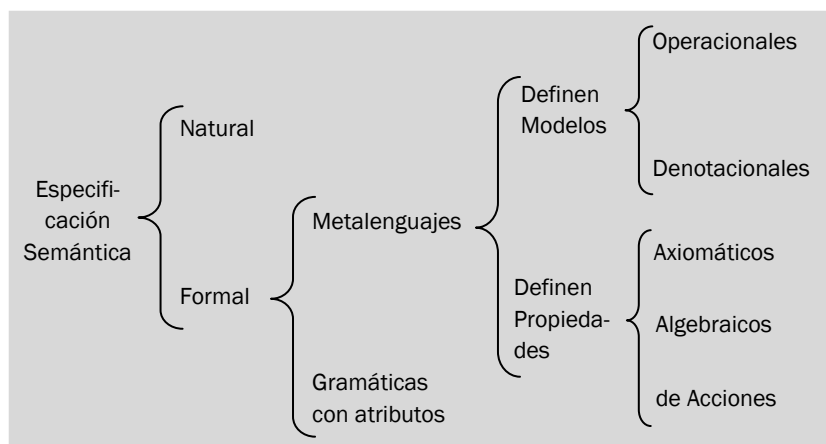 Especifi-
cación
Semántica
Natural
Formal
Metalenguajes
Gramáticas
con atributos
Definen
Modelos
Definen
Propieda-
des
Operacionales
Denotacionales
Axiomáticos
Algebraicos
de Acciones